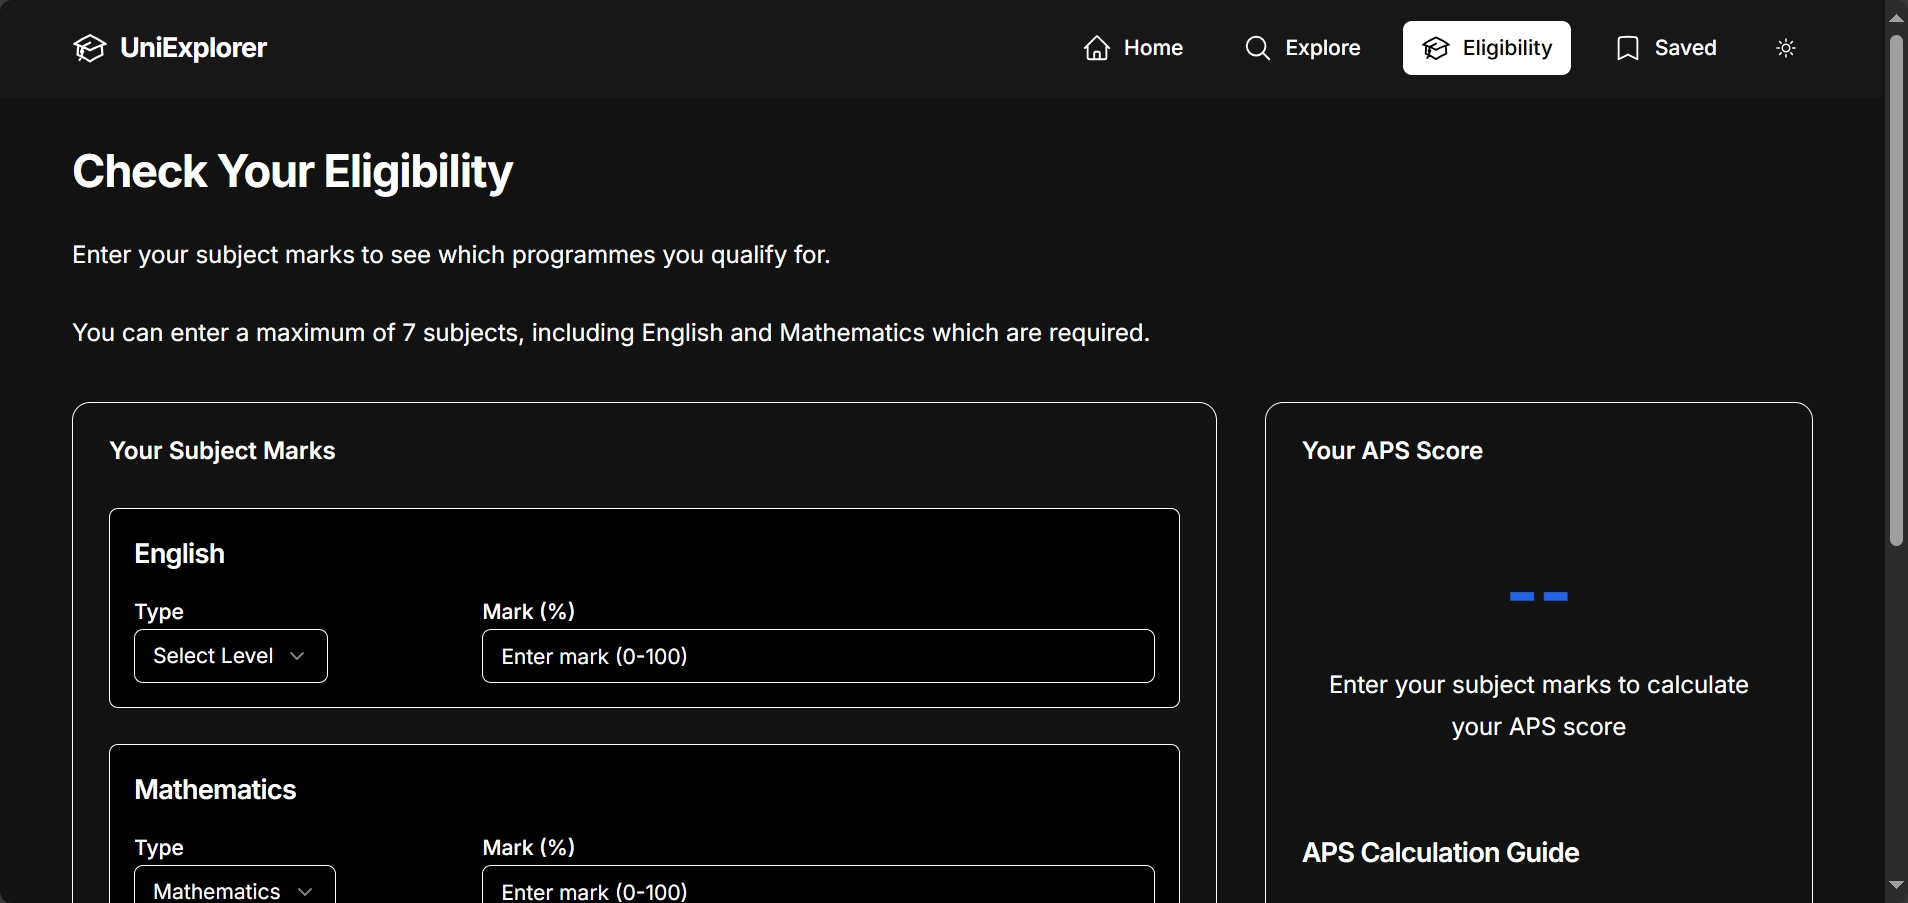 UniExplorer
Home
Explore
Eligibility
Saved
Check Your Eligibility
Enter your subject marks to see which programmes you qualify for.
You can enter a maximum of 7 subjects, including English and Mathematics which are required.
Your Subject Marks
English
Type
Mark (%)
Select Level
Enter mark (0-100)
Mathematics
Type
Mark (%)
Mathematics
Enter mark (0-100)
Your APS Score
--
Enter your subject marks to calculate
your APS score
APS Calculation Guide